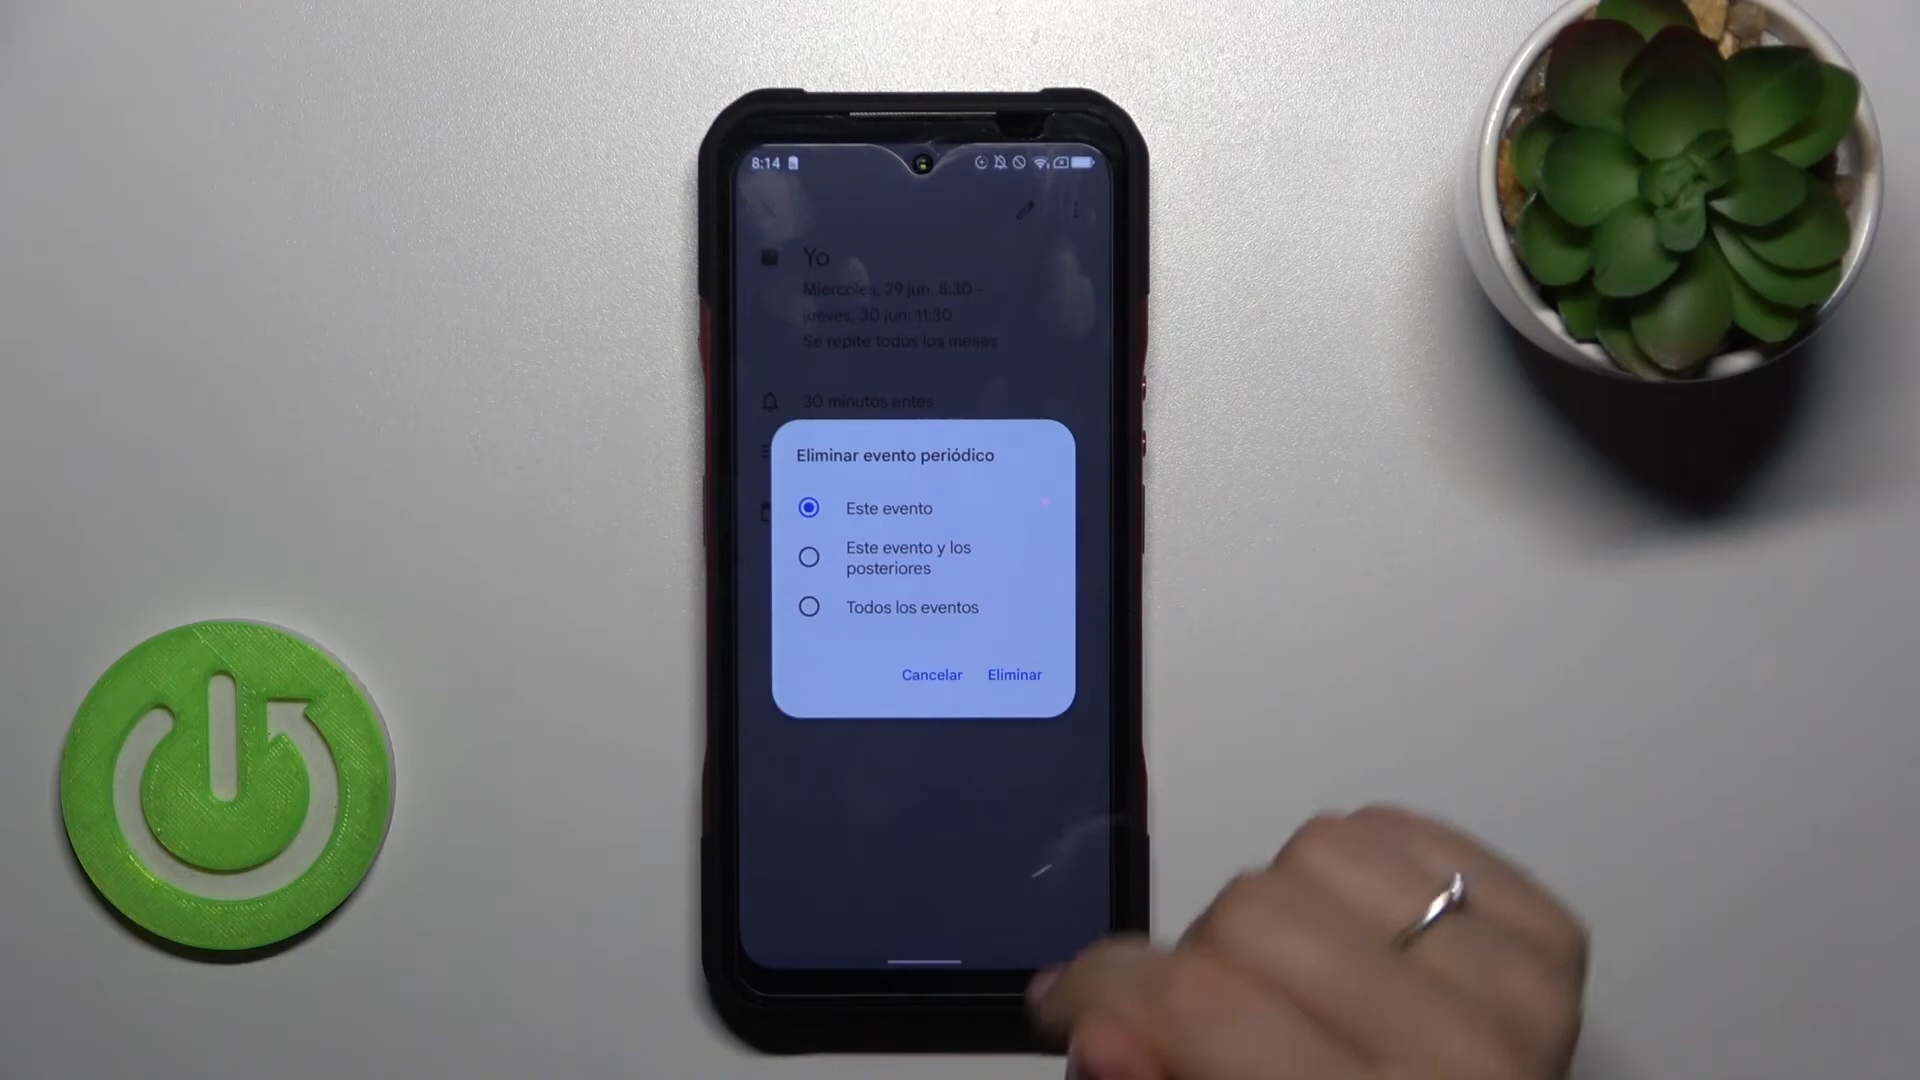 8:14
Yo
Miércoles, 29 jun. 8:30 -
jueves, 30 jun. 11:30
Se repite todos los meses
30 minutos antes
Eliminar evento periódico
Este evento
Este evento y los
posteriores
Todos los eventos
Cancelar Eliminar